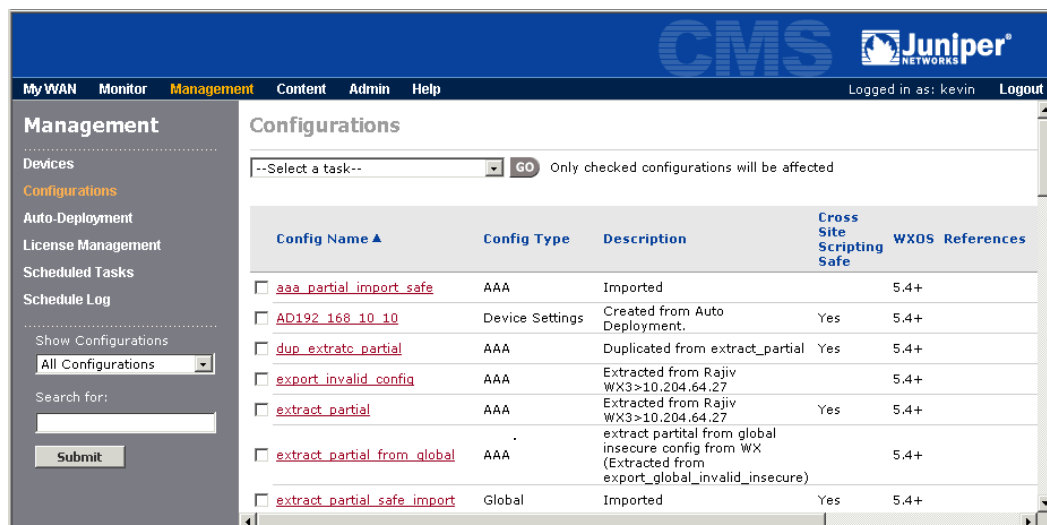 CMS Juniper®
NETWORKS
My WAN Monitor Management Content Admin Help Logged in as: kevin Logout
Management
Devices
Configurations
Auto-Deployment
License Management
Scheduled Tasks
Schedule Log
Show Configurations
All Configurations
Search for:
Submit
Configurations
--Select a task-- GO Only checked configurations will be affected
Config Name ▲ Config Type Description Cross Site Scripting Safe WXOS References
aaa_partial_import_safe AAA Imported 5.4+
AD192_168_10_10 Device Settings Created from Auto Deployment. Yes 5.4+
dup_extratc_partial AAA Duplicated from extract_partial Yes 5.4+
export_invalid_config AAA Extracted from Rajiv WX3>10.204.64.27 5.4+
extract_partial AAA Extracted from Rajiv WX3>10.204.64.27 Yes 5.4+
extract_partial_from_global AAA extract partital from global insecure config from WX (Extracted from export_global_invalid_insecure) 5.4+
extract_partial_safe_import Global Imported Yes 5.4+